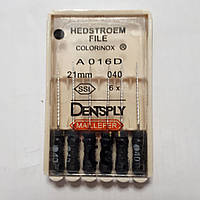 HEDSTROEM
FILE
COLORINOX ®
A 016D
21mm 040
SSI 6 x
DENTSPLY
MAILLEFER